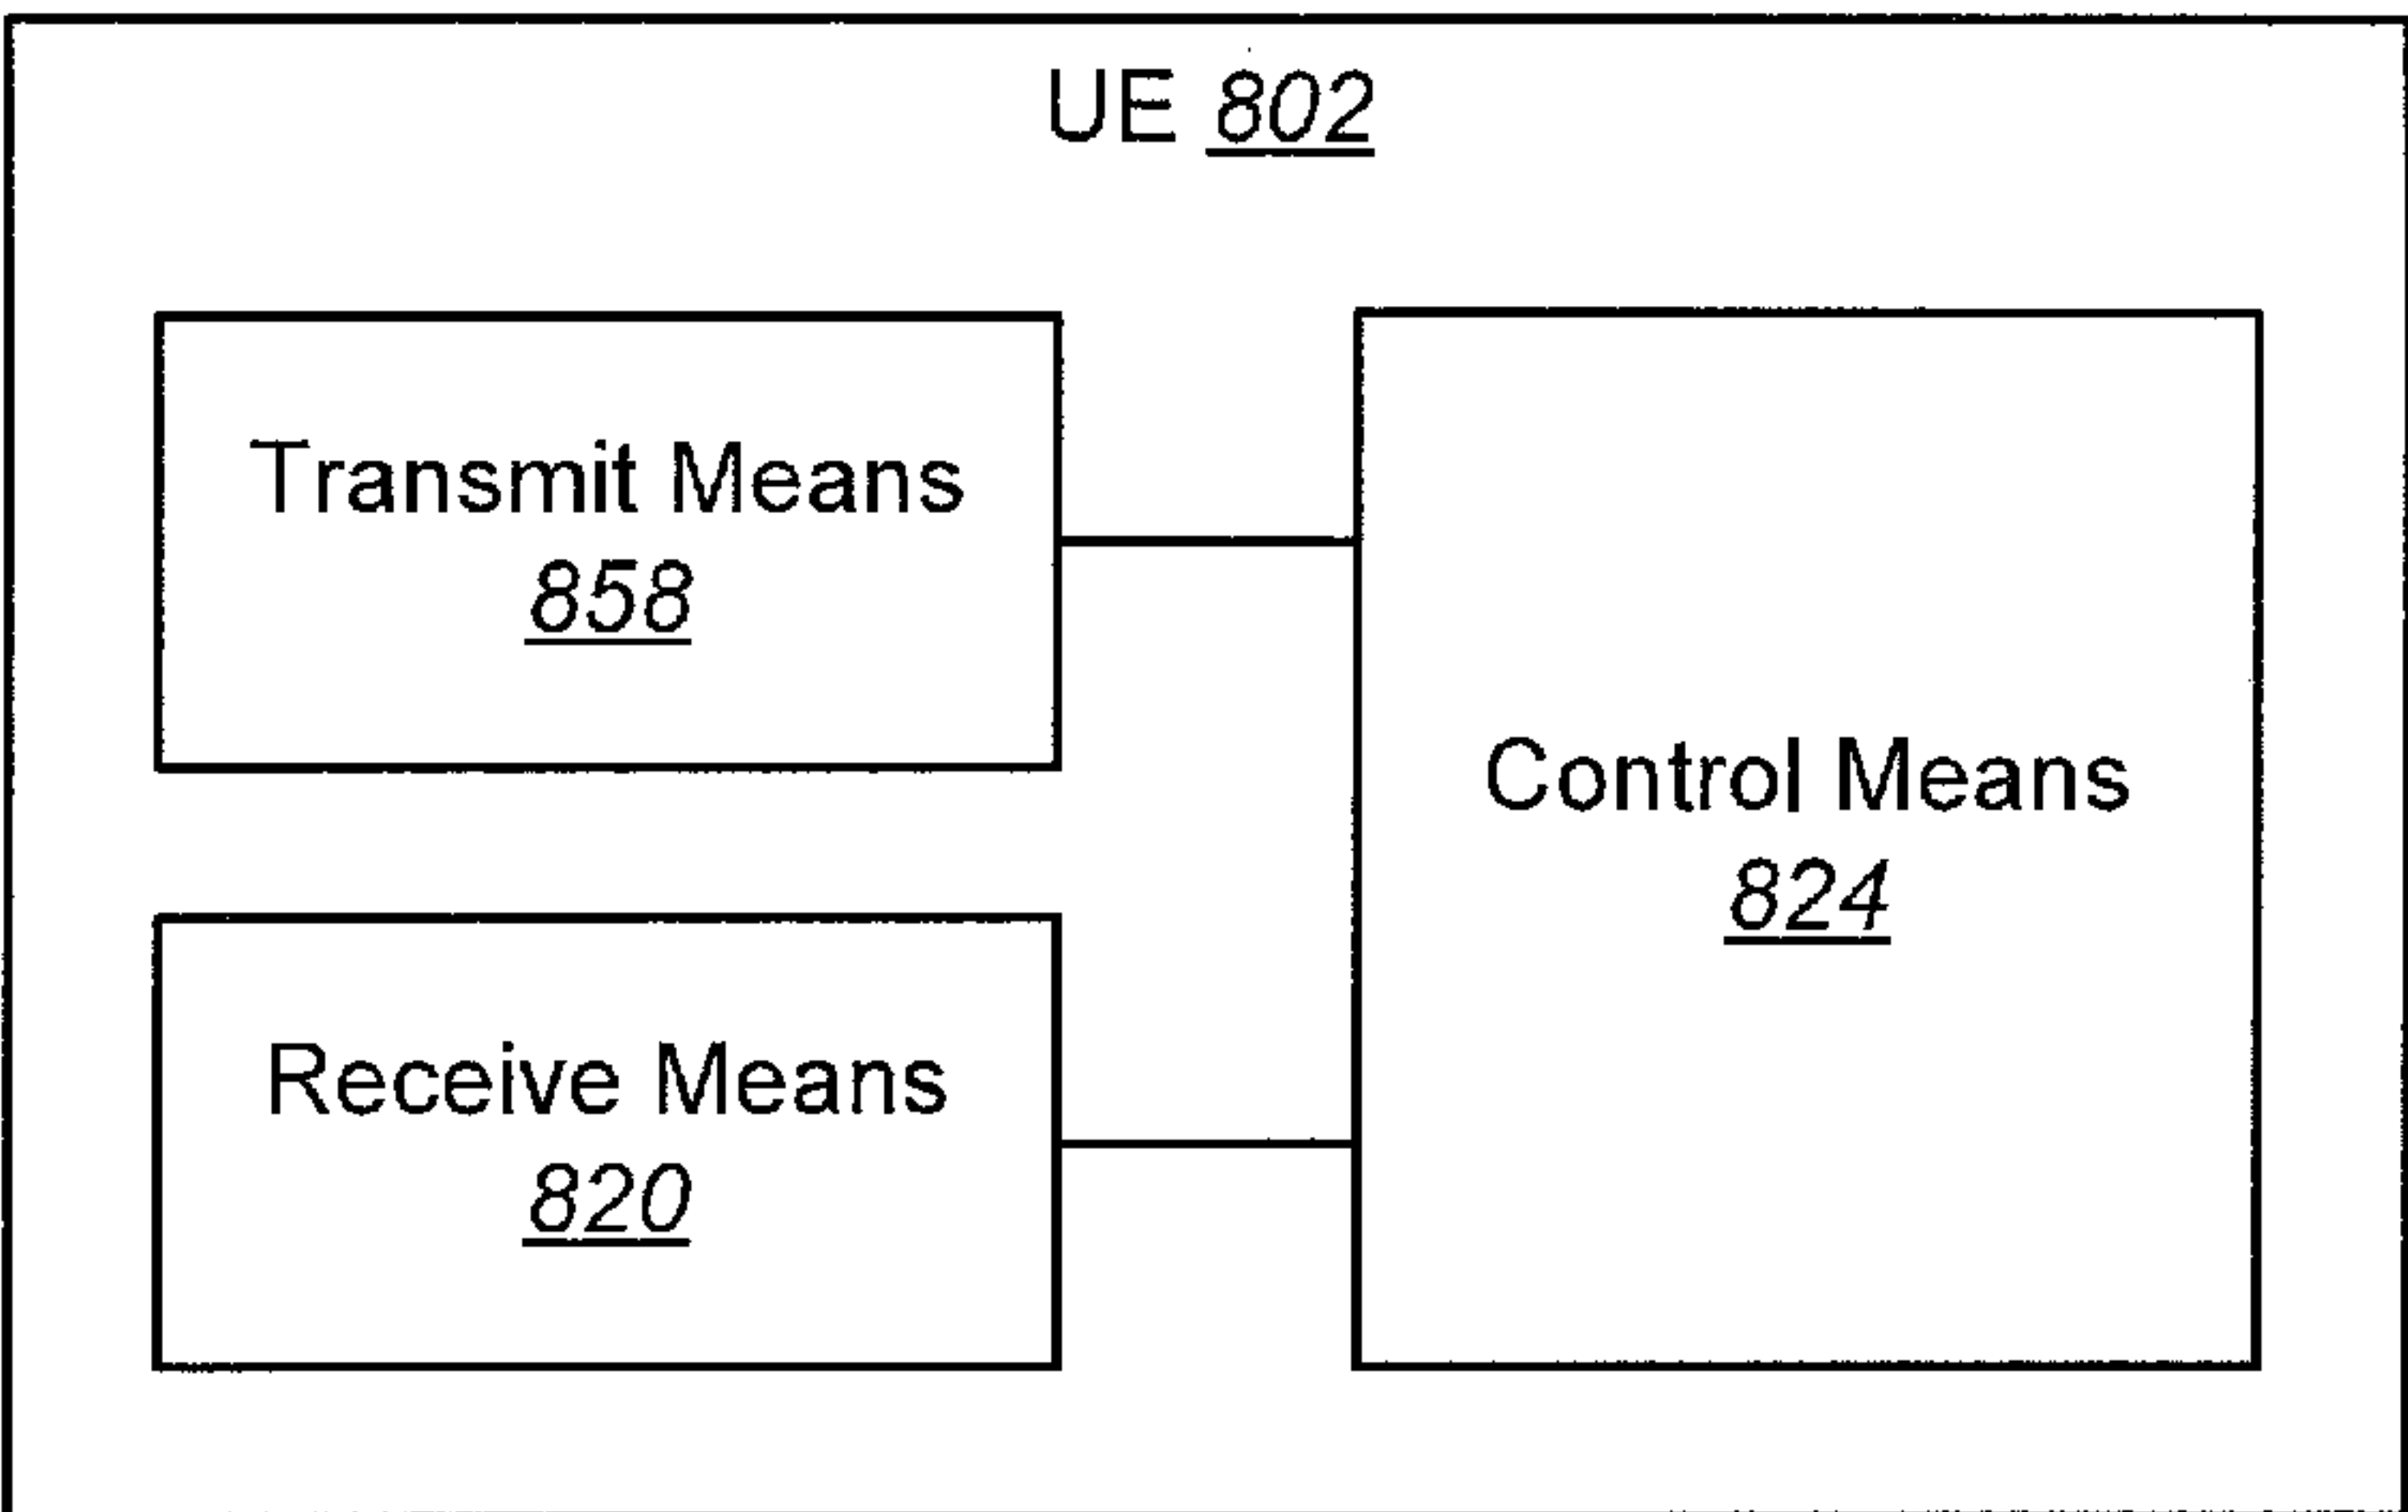 UE 802
Transmit Means
858
Control Means
824
Receive Means
820